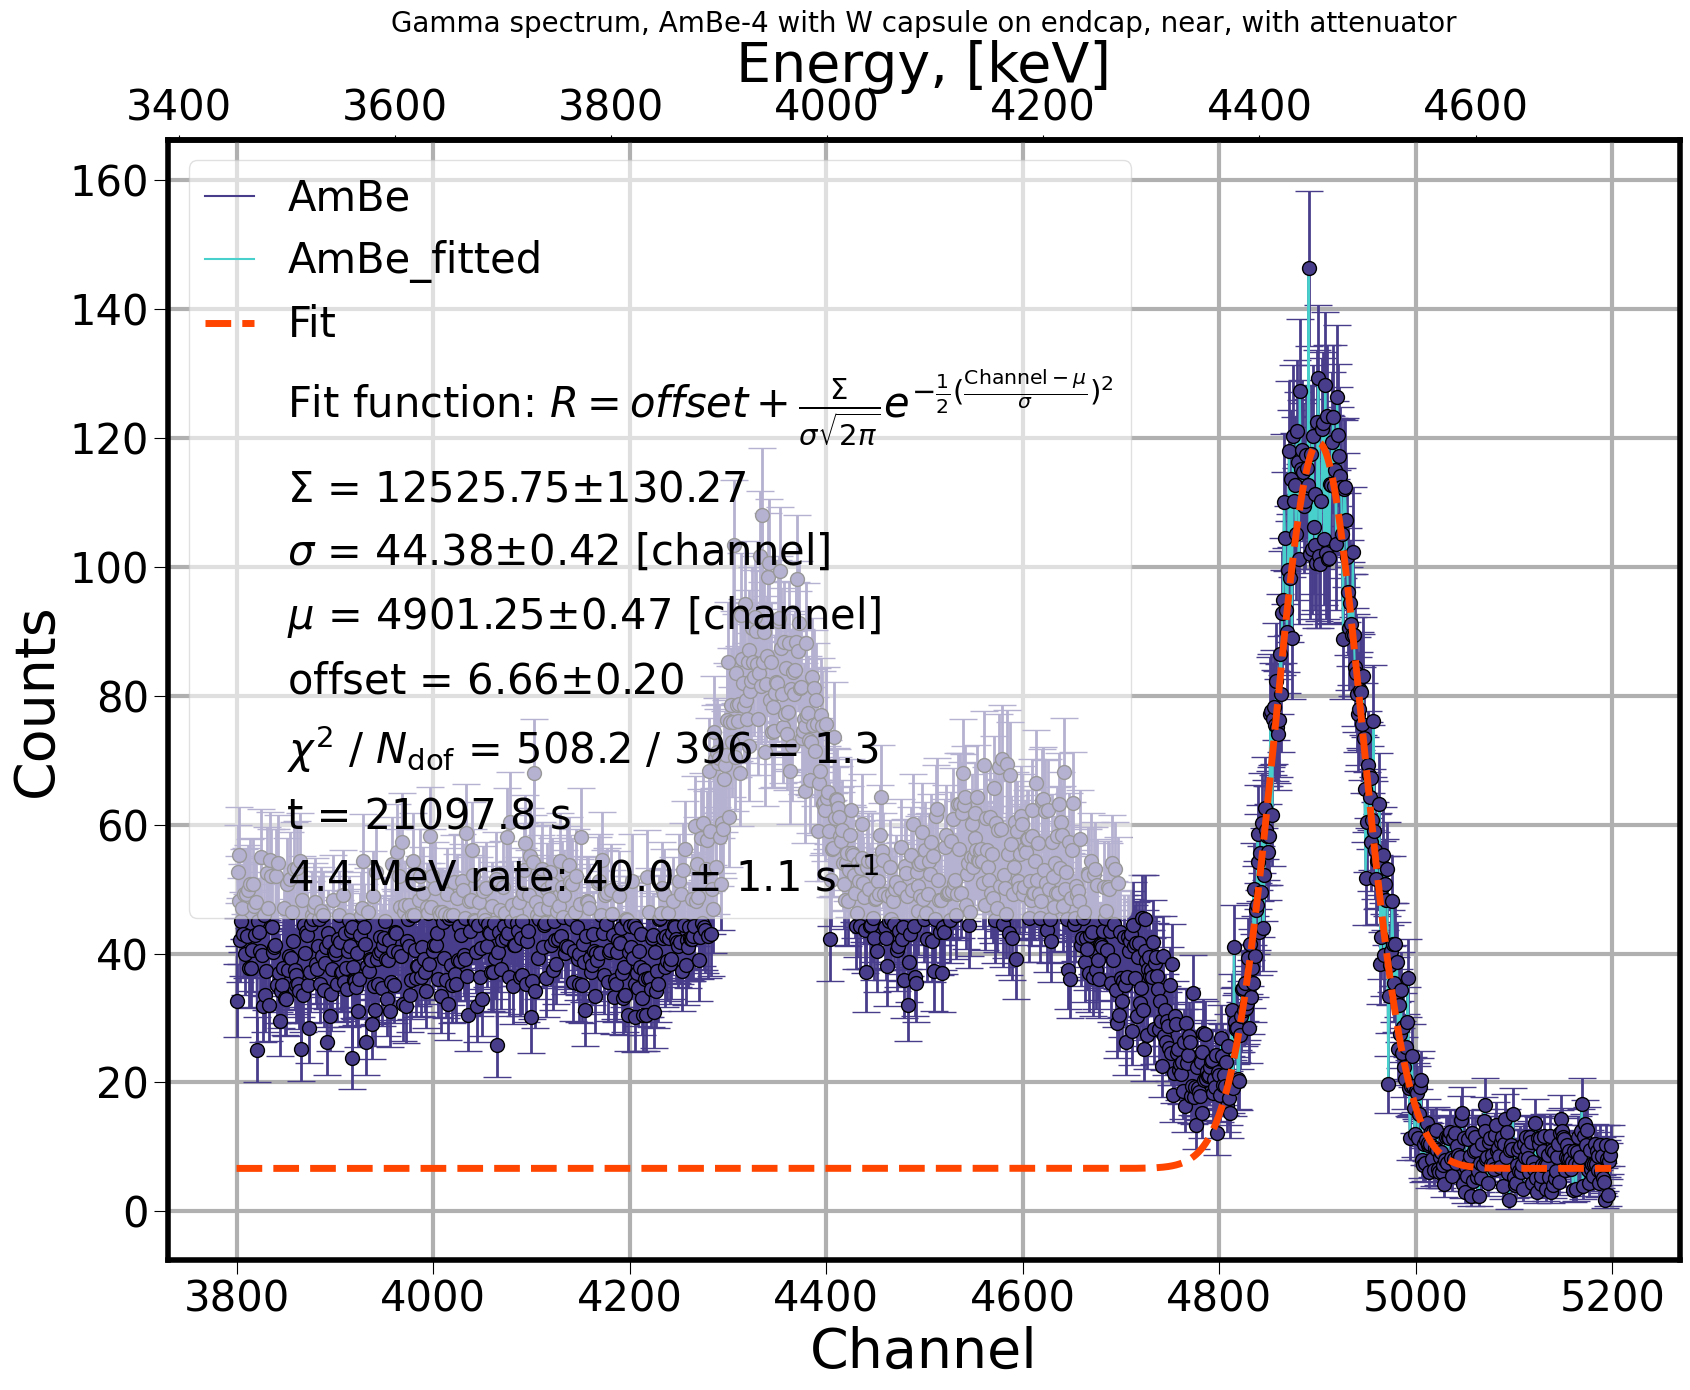 Gamma spectrum, AmBe-4 with W capsule on endcap, near, with attenuator
Energy, [keV]
3400 3600 3800 4000 4200 4400 4600
160
140
120
100
80
60
40
20
0
Counts
AmBe
AmBe_fitted
Fit
Fit function: R = offset + \frac{Σ}{σ\sqrt{2π}} e^{-\frac{1}{2}(\frac{Channel-μ}{σ})^2}
Σ = 12525.75±130.27
σ = 44.38±0.42 [channel]
μ = 4901.25±0.47 [channel]
offset = 6.66±0.20
χ² / N_dof = 508.2 / 396 = 1.3
t = 21097.8 s
4.4 MeV rate: 40.0 ± 1.1 s⁻¹
3800 4000 4200 4400 4600 4800 5000 5200
Channel